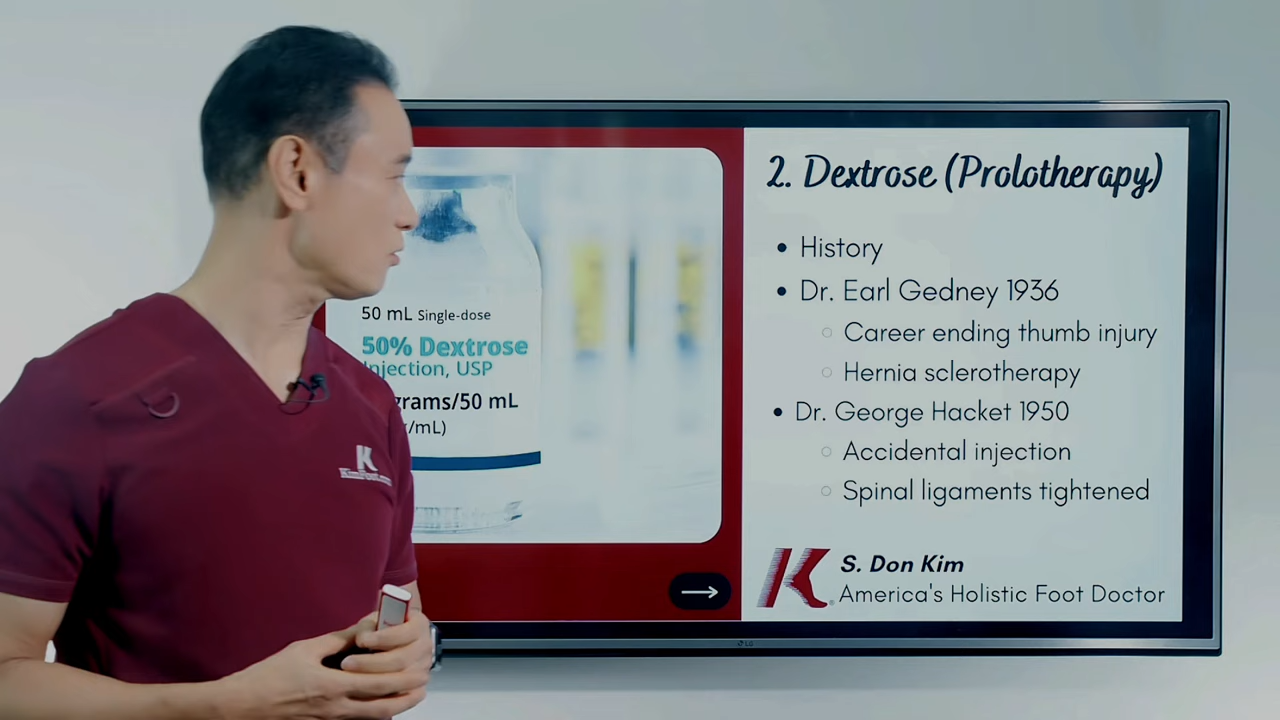 50 mL Single-dose
50% Dextrose
Injection, USP
grams/50 mL
/mL)
2. Dextrose (Prolotherapy)
• History
• Dr. Earl Gedney 1936
○ Career ending thumb injury
○ Hernia sclerotherapy
• Dr. George Hacket 1950
○ Accidental injection
○ Spinal ligaments tightened
K S. Don Kim
America's Holistic Foot Doctor
LG
K